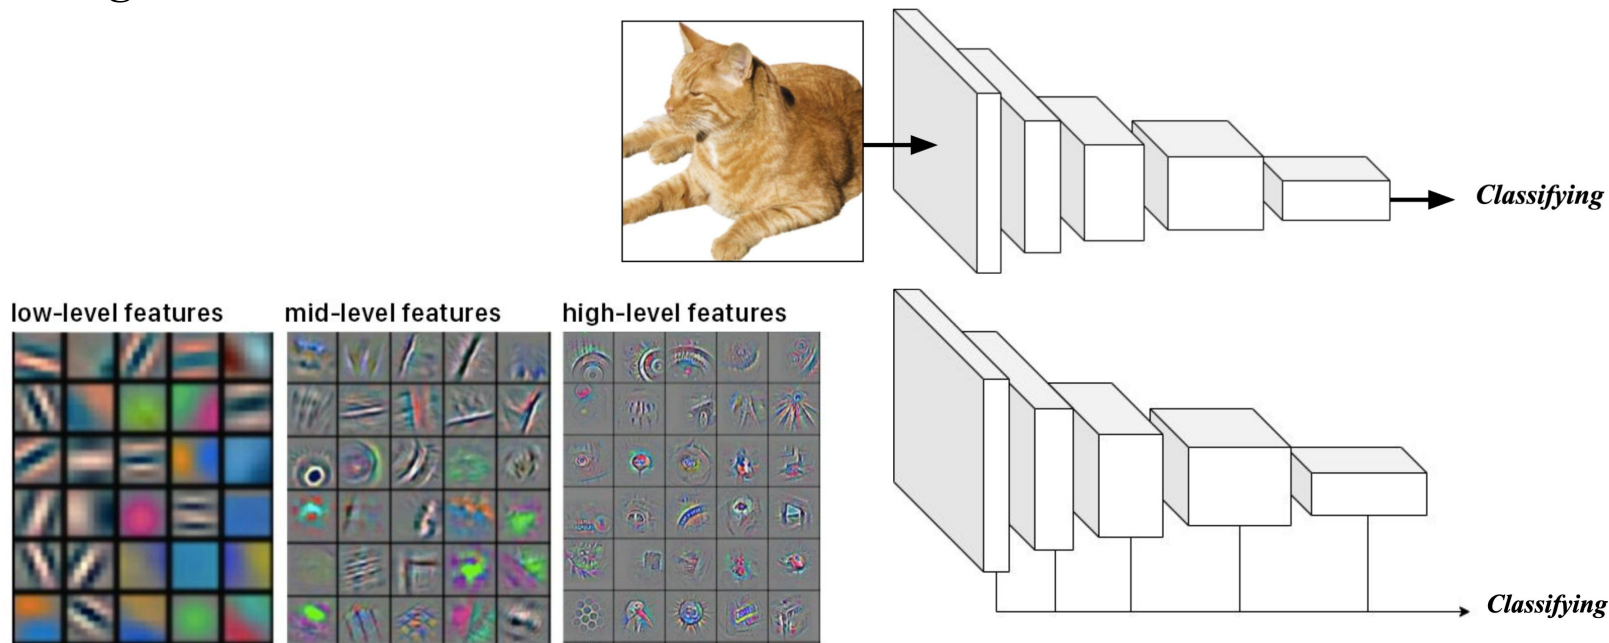 Classifying
low-level features
mid-level features
high-level features
Classifying